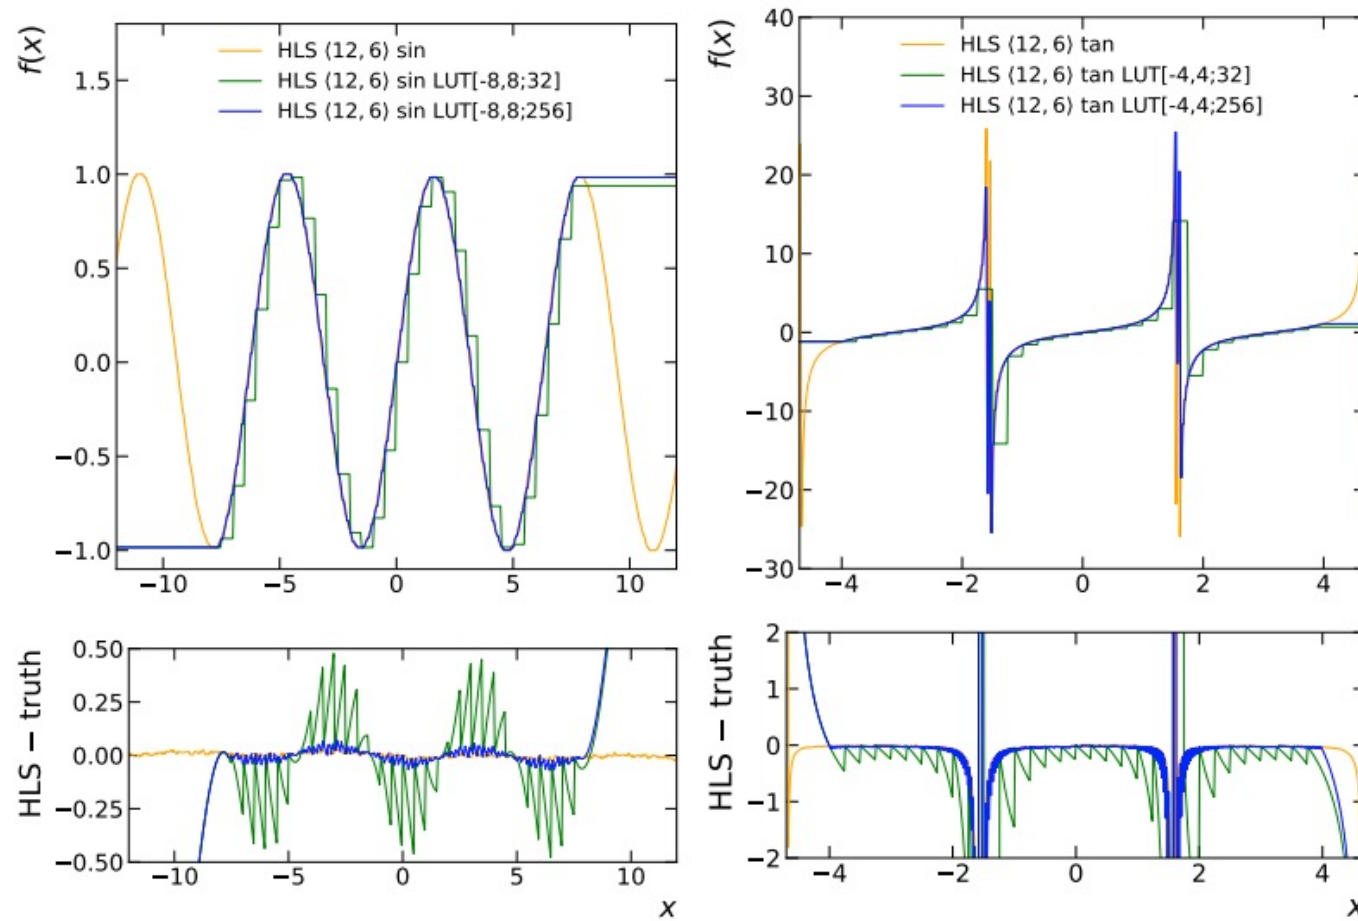 f(x)
HLS ⟨12, 6⟩ sin
HLS ⟨12, 6⟩ sin LUT[-8,8;32]
HLS ⟨12, 6⟩ sin LUT[-8,8;256]
1.5
1.0
0.5
0.0
−0.5
−1.0
−10 −5 0 5 10
f(x)
HLS ⟨12, 6⟩ tan
HLS ⟨12, 6⟩ tan LUT[-4,4;32]
HLS ⟨12, 6⟩ tan LUT[-4,4;256]
40
30
20
10
0
−10
−20
−30
−4 −2 0 2 4
HLS − truth
0.50
0.25
0.00
−0.25
−0.50
−10 −5 0 5 10
x
HLS − truth
2
1
0
−1
−2
−4 −2 0 2 4
x